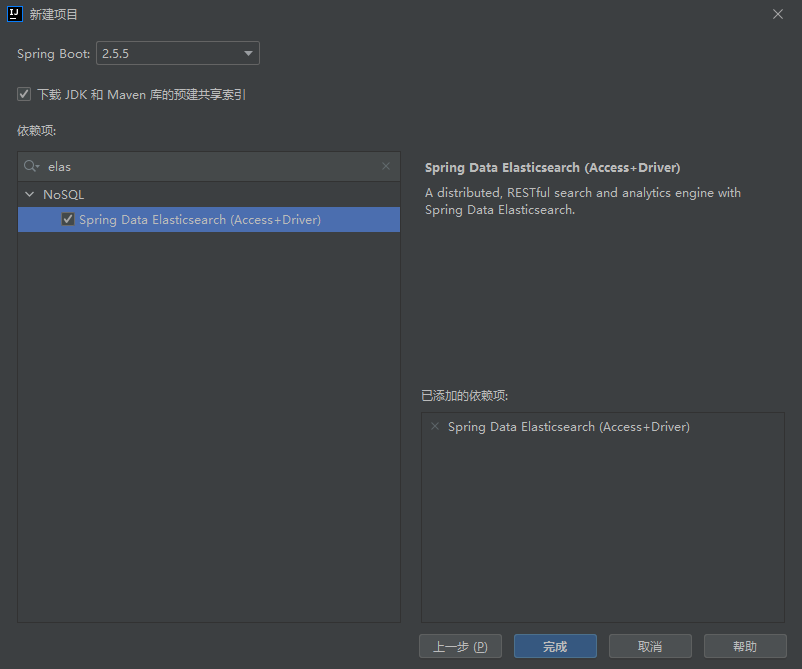 新建项目
Spring Boot: 2.5.5
下载 JDK 和 Maven 库的预建共享索引
依赖项:
elas
NoSQL
Spring Data Elasticsearch (Access+Driver)
Spring Data Elasticsearch (Access+Driver)
A distributed, RESTful search and analytics engine with
Spring Data Elasticsearch.
已添加的依赖项:
Spring Data Elasticsearch (Access+Driver)
上一步 (P) 完成 取消 帮助